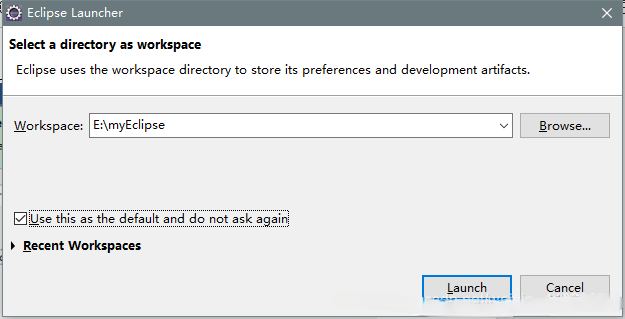 Eclipse Launcher
Select a directory as workspace
Eclipse uses the workspace directory to store its preferences and development artifacts.
Workspace: E:\myEclipse Browse...
Use this as the default and do not ask again
Recent Workspaces
Launch Cancel